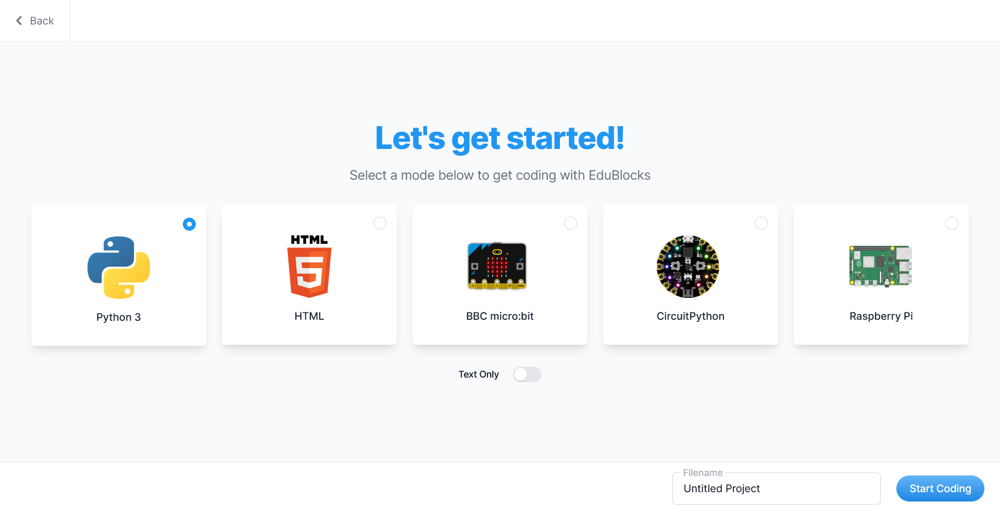 Back
Let's get started!
Select a mode below to get coding with EduBlocks
Python 3
HTML
HTML
BBC micro:bit
CircuitPython
Raspberry Pi
Text Only
Filename
Untitled Project
Start Coding